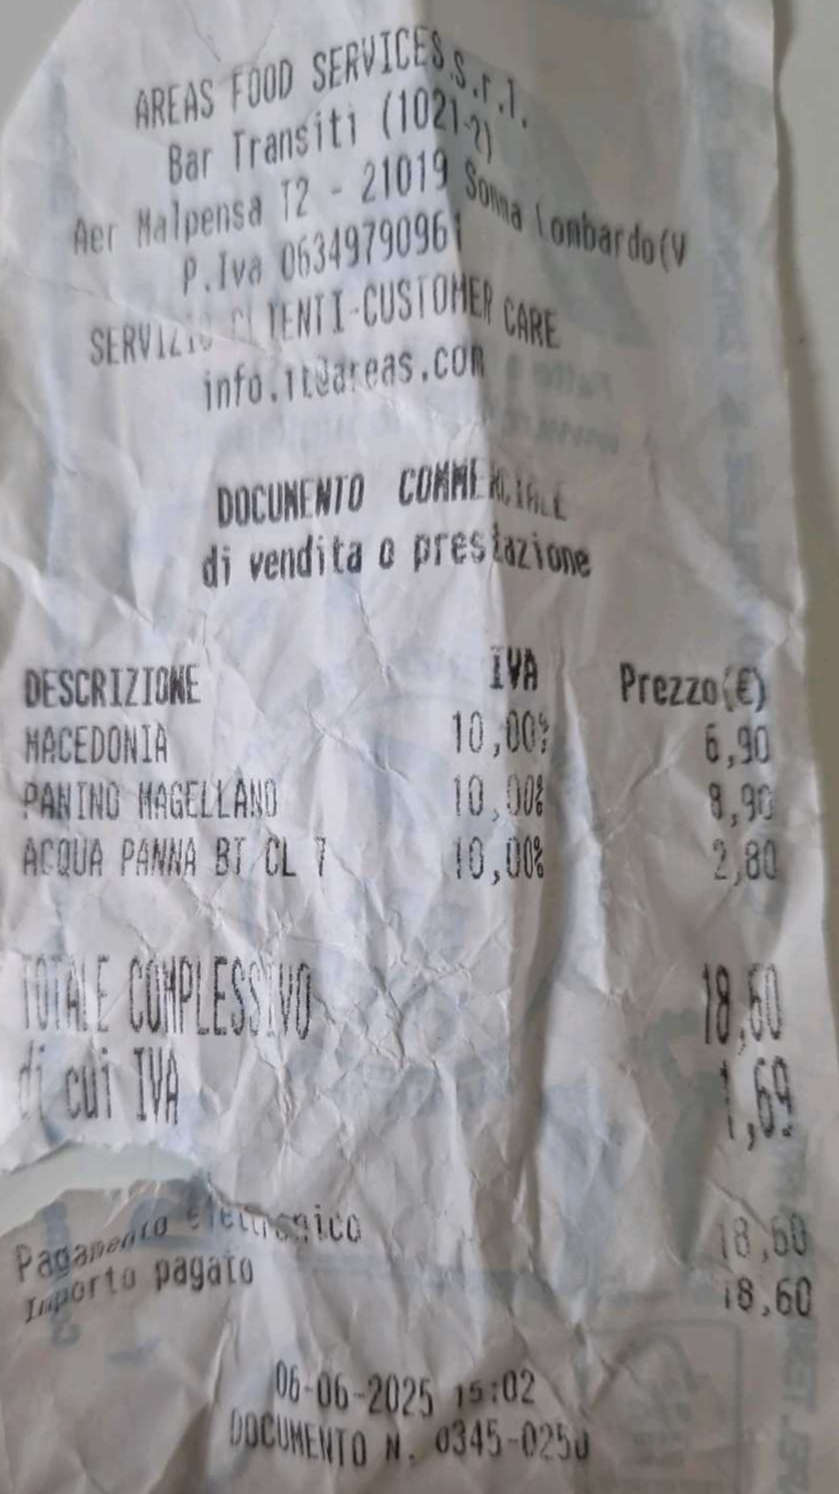 AREAS FOOD SERVICES S.r.l.
Bar Transiti (1021-2)
Aer Malpensa T2 - 21019 Somma Lombardo(V
P.Iva 06349790961
SERVIZIO CLIENTI-CUSTOMER CARE
info.it@areas.com
DOCUMENTO COMMERCIALE
di vendita o prestazione
DESCRIZIONE IVA Prezzo(€)
MACEDONIA 10,00% 6,90
PANINO MAGELLANO 10,00% 8,90
ACQUA PANNA BT CL 7 10,00% 2,80
TOTALE COMPLESSIVO 18,60
di cui IVA 1,69
Pagamento elettronico 18,60
Importo pagato 18,60
06-06-2025 15:02
DOCUMENTO N. 0345-0250